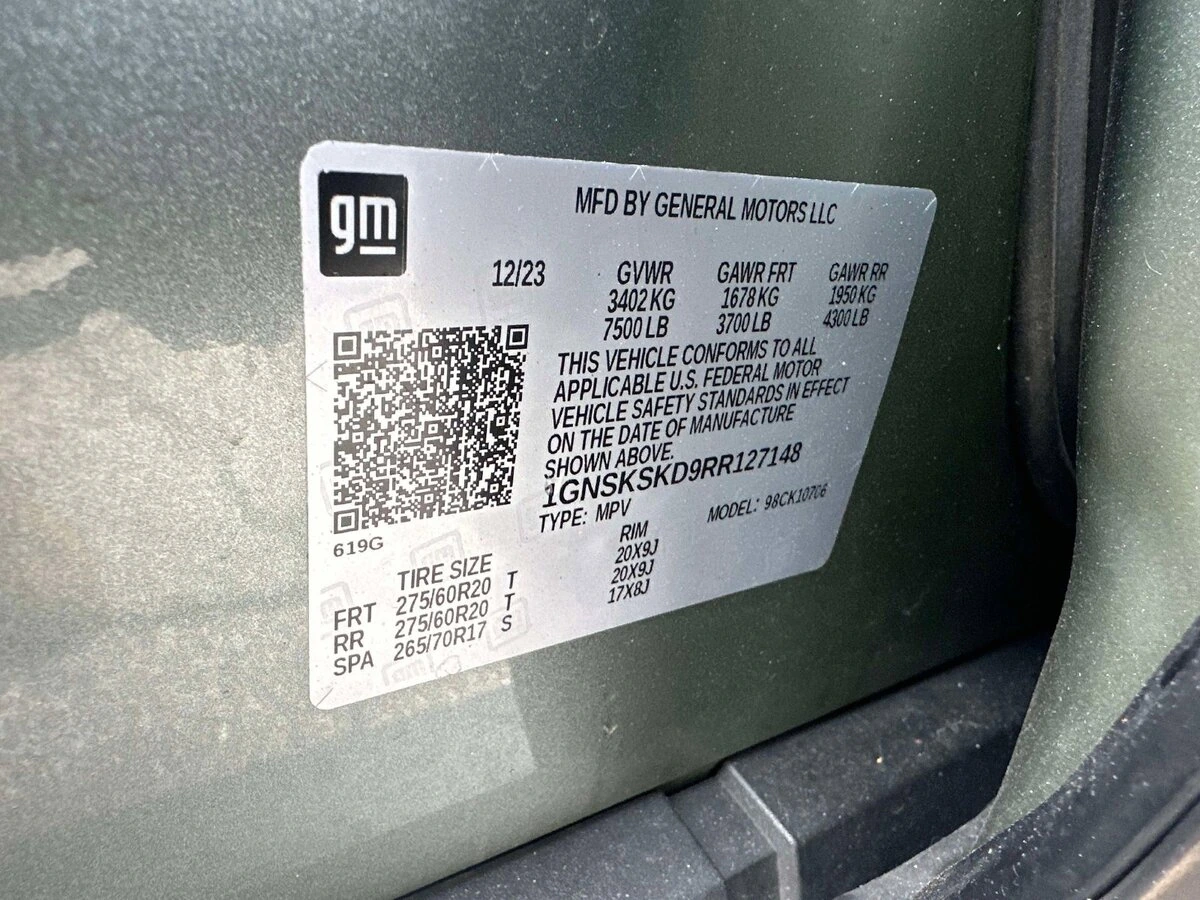 gm
MFD BY GENERAL MOTORS LLC
12/23 GVWR GAWR FRT GAWR RR
3402 KG 1678 KG 1950 KG
7500 LB 3700 LB 4300 LB
THIS VEHICLE CONFORMS TO ALL
APPLICABLE U.S. FEDERAL MOTOR
VEHICLE SAFETY STANDARDS IN EFFECT
ON THE DATE OF MANUFACTURE
SHOWN ABOVE.
1GNSKSKD9RR127148
TYPE: MPV MODEL: 98CK10706
619G
TIRE SIZE RIM
FRT 275/60R20 T 20X9J
RR 275/60R20 T 20X9J
SPA 265/70R17 S 17X8J